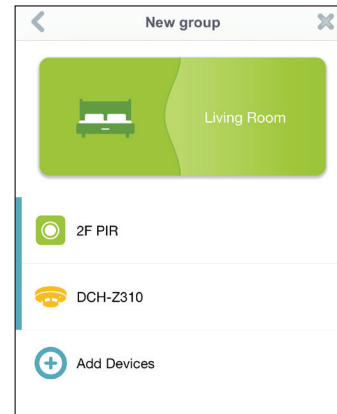 New group
Living Room
2F PIR
DCH-Z310
Add Devices